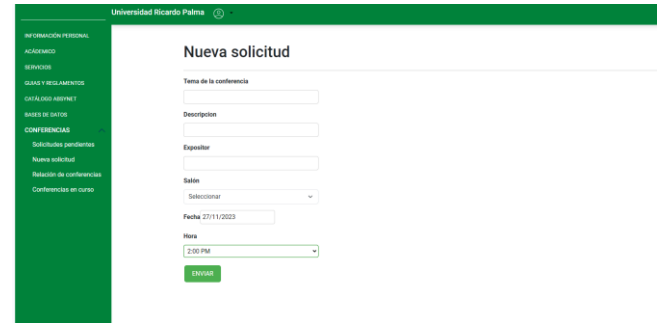 Universidad Ricardo Palma
INFORMACIÓN PERSONAL
ACÁDEMICO
SERVICIOS
GUIAS Y REGLAMENTOS
CATÁLOGO ABSYNET
BASES DE DATOS
CONFERENCIAS
Solicitudes pendientes
Nueva solicitud
Relación de conferencias
Conferencias en curso
Nueva solicitud
Tema de la conferencia
Descripcion
Expositor
Salón
Seleccionar
Fecha 27/11/2023
Hora
2:00 PM
ENVIAR